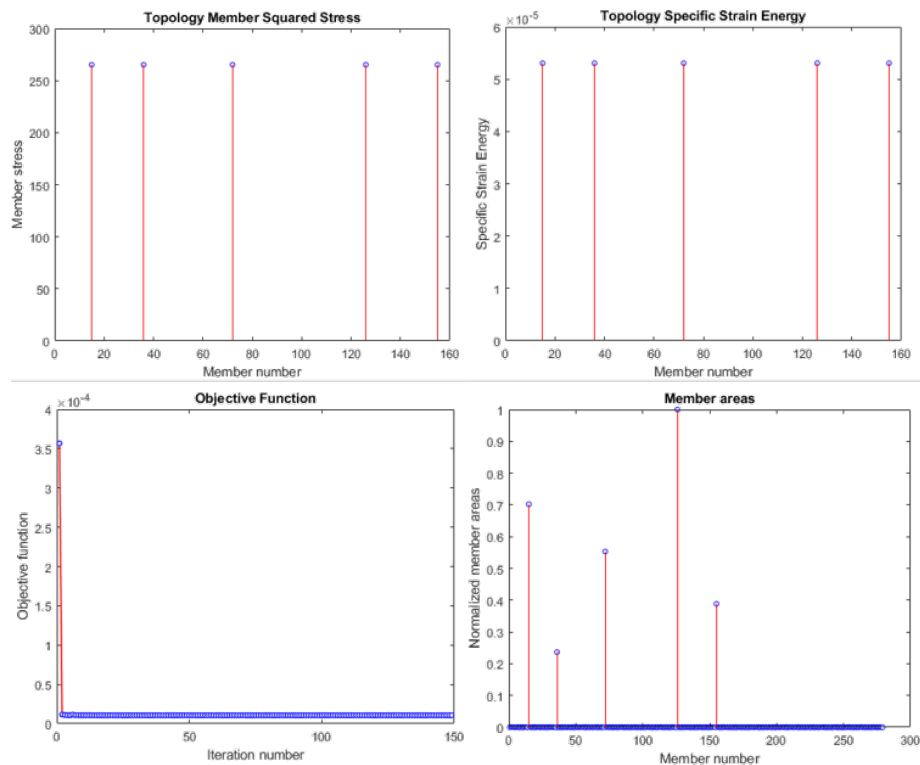 Topology Member Squared Stress
300
250
200
150
100
50
0
Member stress
0 20 40 60 80 100 120 140 160
Member number
Topology Specific Strain Energy
×10⁻⁵
6
5
4
3
2
1
0
Specific Strain Energy
0 20 40 60 80 100 120 140 160
Member number
Objective Function
×10⁻⁴
4
3.5
3
2.5
2
1.5
1
0.5
0
Objective function
0 50 100 150
Iteration number
Member areas
1
0.9
0.8
0.7
0.6
0.5
0.4
0.3
0.2
0.1
0
Normalized member areas
0 50 100 150 200 250 300
Member number